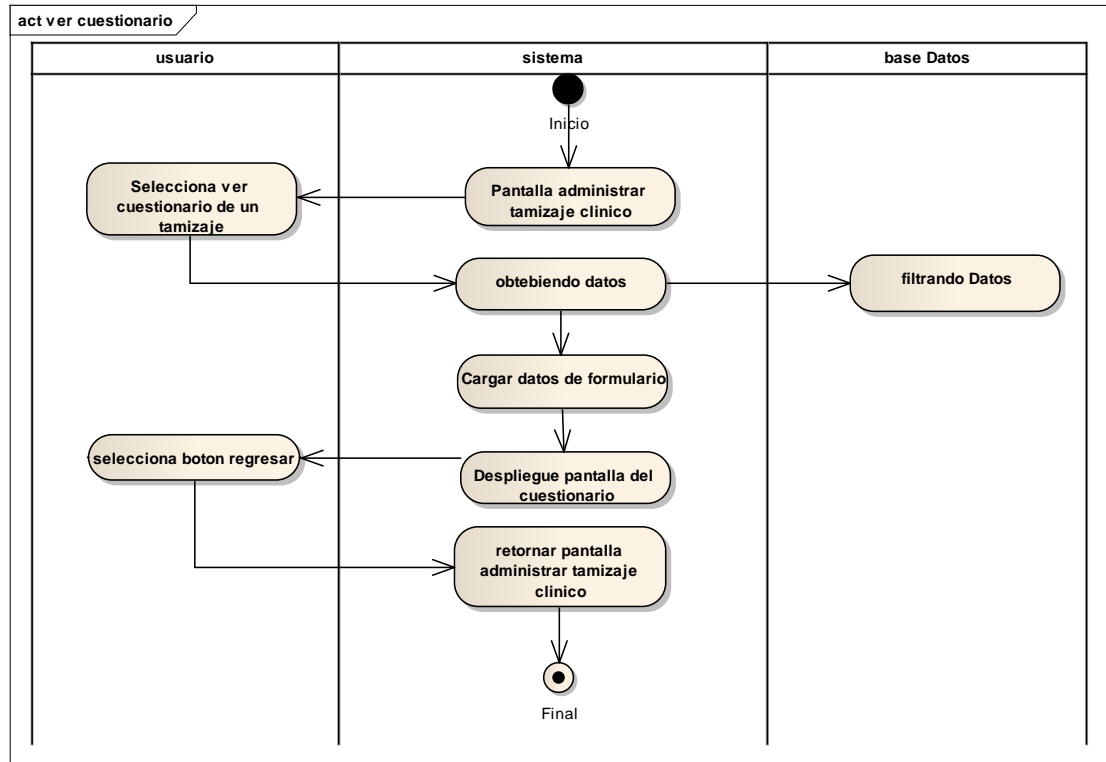 act ver cuestionario
usuario
sistema
base Datos
Inicio
Pantalla administrar
tamizaje clinico
Selecciona ver
cuestionario de un
tamizaje
obtebiendo datos
filtrando Datos
Cargar datos de formulario
Despliegue pantalla del
cuestionario
selecciona boton regresar
retornar pantalla
administrar tamizaje
clinico
Final